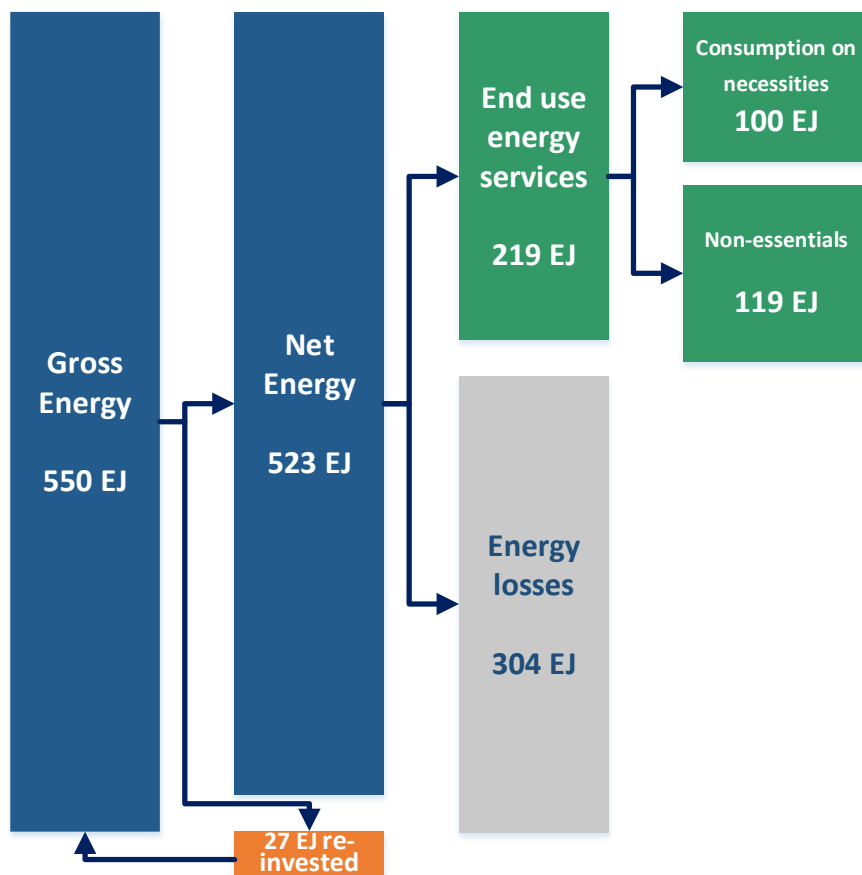 Gross
Energy
550 EJ
Net
Energy
523 EJ
27 EJ re-
invested
End use
energy
services
219 EJ
Energy
losses
304 EJ
Consumption on
necessities
100 EJ
Non-essentials
119 EJ